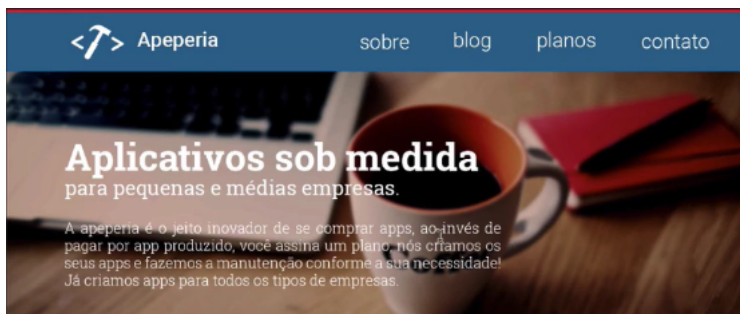 </> Apeperia
sobre blog planos contato
Aplicativos sob medida
para pequenas e médias empresas.
A apeperia é o jeito inovador de se comprar apps, ao invés de
pagar por app produzido, você assina um plano, nós criamos os
seus apps e fazemos a manutenção conforme a sua necessidade!
Já criamos apps para todos os tipos de empresas.